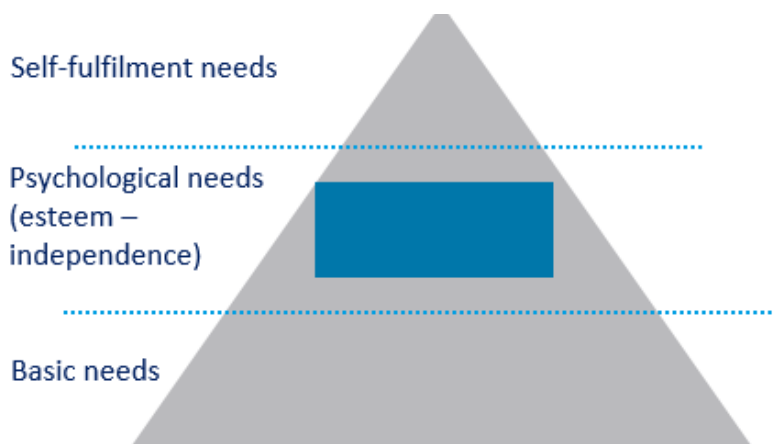 Self-fulfilment needs
Psychological needs
(esteem –
independence)
Basic needs